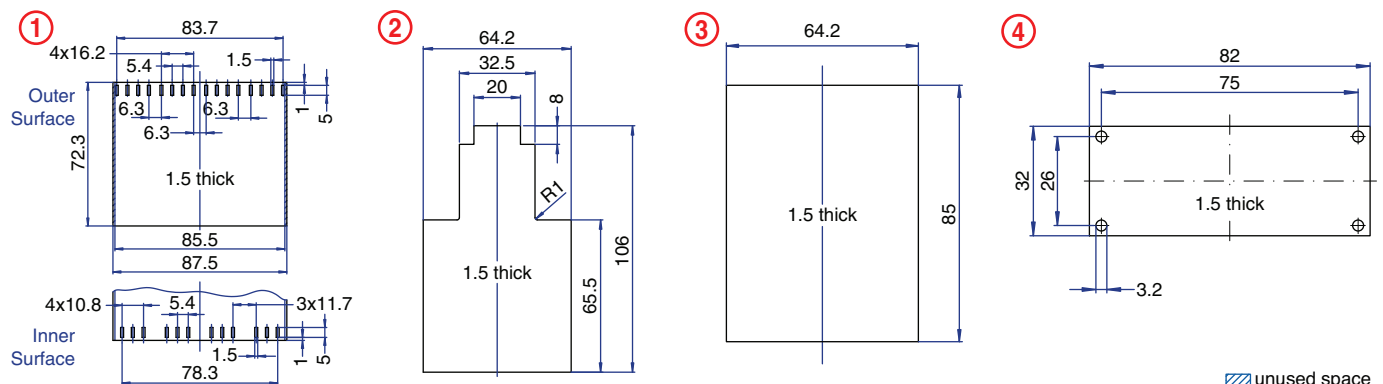 1
83.7
4x16.2
5.4
1.5
Outer
Surface
6.3
6.3
6.3
1
5
72.3
1.5 thick
85.5
87.5
4x10.8
5.4
3x11.7
Inner
Surface
1.5
1
5
78.3
2
64.2
32.5
20
8
R1
1.5 thick
65.5
106
3
64.2
1.5 thick
85
4
82
75
32
26
1.5 thick
3.2
unused space